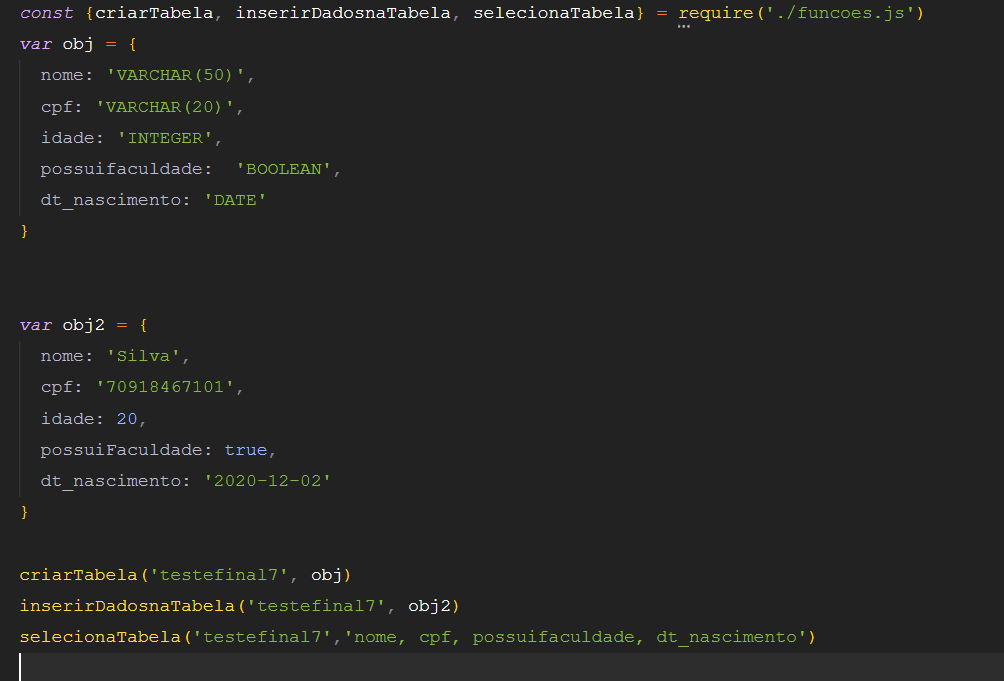 const {criarTabela, inserirDadosnaTabela, selecionaTabela} = require('./funcoes.js')
var obj = {
nome: 'VARCHAR(50)',
cpf: 'VARCHAR(20)',
idade: 'INTEGER',
possuifaculdade:  'BOOLEAN',
dt_nascimento: 'DATE'
}
var obj2 = {
nome: 'Silva',
cpf: '70918467101',
idade: 20,
possuiFaculdade: true,
dt_nascimento: '2020-12-02'
}
criarTabela('testefinal7', obj)
inserirDadosnaTabela('testefinal7', obj2)
selecionaTabela('testefinal7','nome, cpf, possuifaculdade, dt_nascimento')